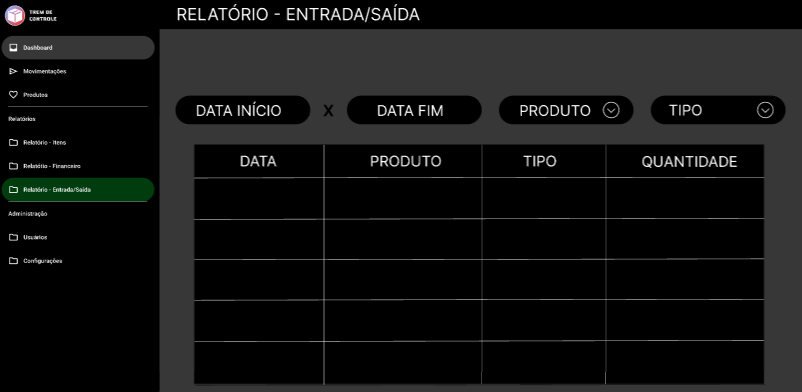 TREM DE
CONTROLE
RELATÓRIO - ENTRADA/SAÍDA
Dashboard
Movimentações
Produtos
Relatórios
Relatório - Itens
Relatótio - Financeiro
Relatório - Entrada/Saída
Administração
Usuários
Configurações
DATA INÍCIO X DATA FIM PRODUTO TIPO
DATA PRODUTO TIPO QUANTIDADE